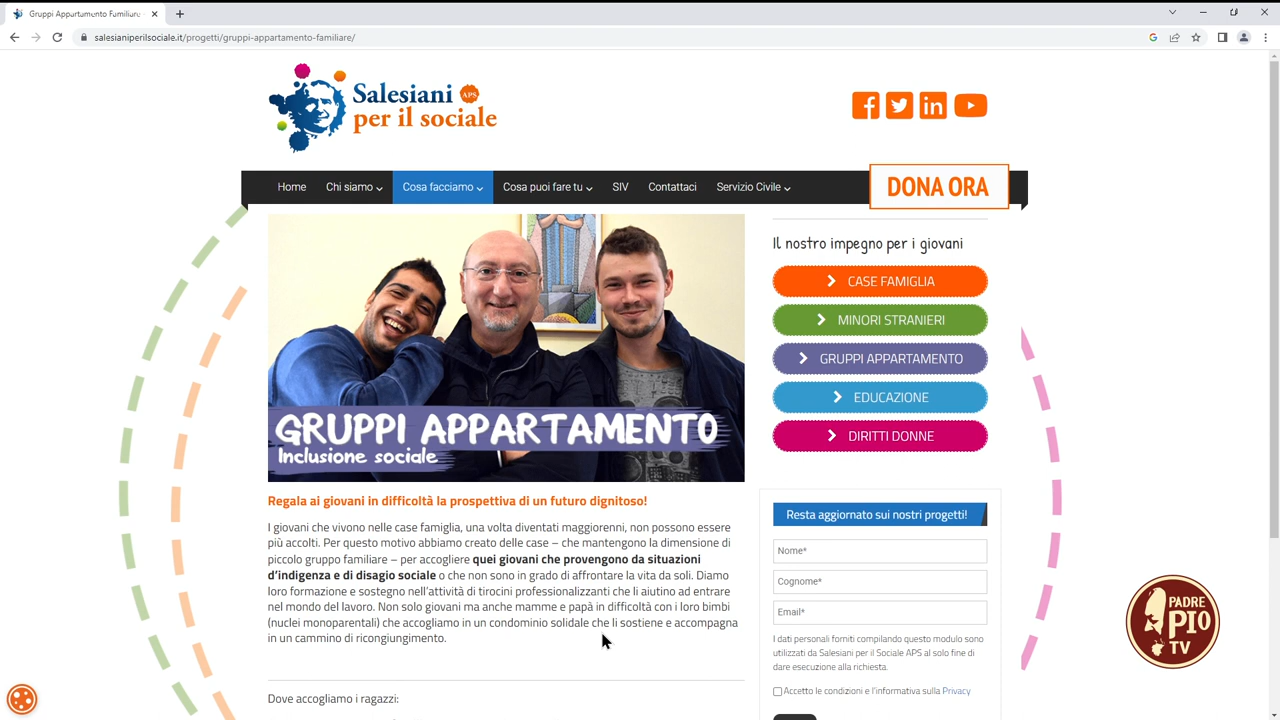 Gruppi Appartamento Familiare
salesianiperilsociale.it/progetti/gruppi-appartamento-familiare/
Salesiani APS
per il sociale
Home Chi siamo Cosa facciamo Cosa puoi fare tu SIV Contattaci Servizio Civile DONA ORA
GRUPPI APPARTAMENTO
Inclusione sociale
Regala ai giovani in difficoltà la prospettiva di un futuro dignitoso!
I giovani che vivono nelle case famiglia, una volta diventati maggiorenni, non possono essere
più accolti. Per questo motivo abbiamo creato delle case – che mantengono la dimensione di
piccolo gruppo familiare – per accogliere quei giovani che provengono da situazioni
d'indigenza e di disagio sociale o che non sono in grado di affrontare la vita da soli. Diamo
loro formazione e sostegno nell'attività di tirocini professionalizzanti che li aiutino ad entrare
nel mondo del lavoro. Non solo giovani ma anche mamme e papà in difficoltà con i loro bimbi
(nuclei monoparentali) che accogliamo in un condominio solidale che li sostiene e accompagna
in un cammino di ricongiungimento.
Dove accogliamo i ragazzi:
Il nostro impegno per i giovani
CASE FAMIGLIA
MINORI STRANIERI
GRUPPI APPARTAMENTO
EDUCAZIONE
DIRITTI DONNE
Resta aggiornato sui nostri progetti!
Nome*
Cognome*
Email*
I dati personali forniti compilando questo modulo sono
utilizzati da Salesiani per il Sociale APS al solo fine di
dare esecuzione alla richiesta.
Accetto le condizioni e l'informativa sulla Privacy
PADRE
PIO
TV